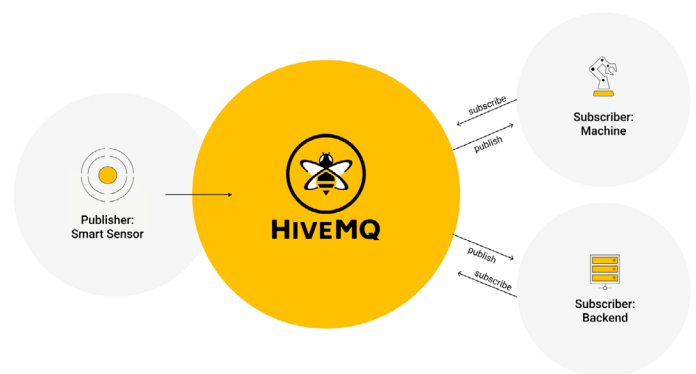 Publisher:
Smart Sensor
HIVEMQ
subscribe
publish
Subscriber:
Machine
publish
subscribe
Subscriber:
Backend